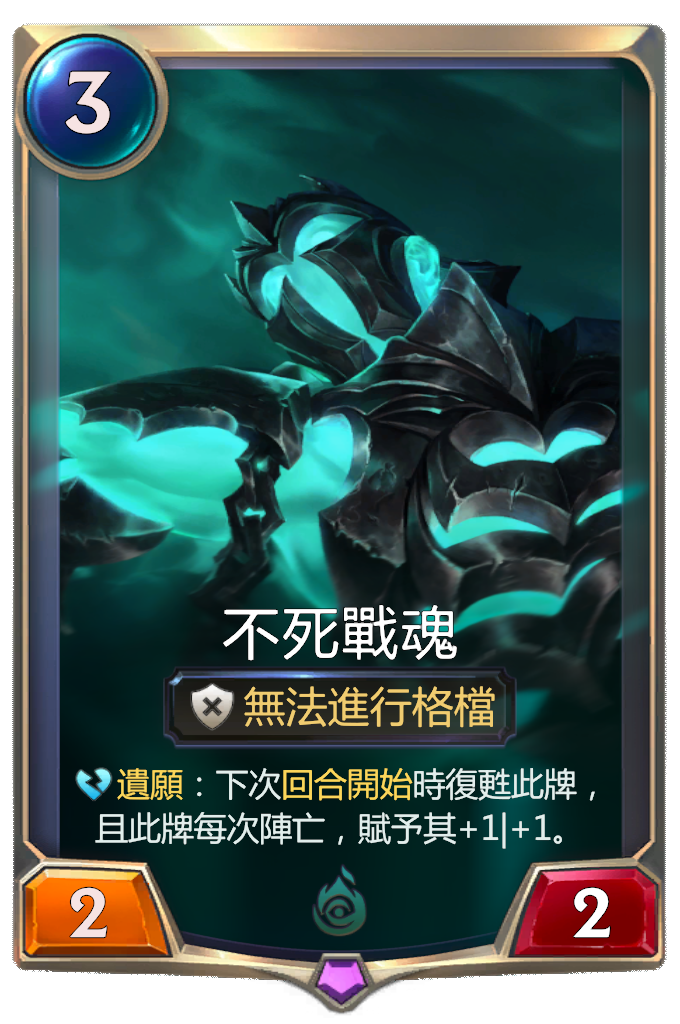 3
不死戰魂
無法進行格檔
遺願：下次回合開始時復甦此牌，
且此牌每次陣亡，賦予其+1|+1。
2
2